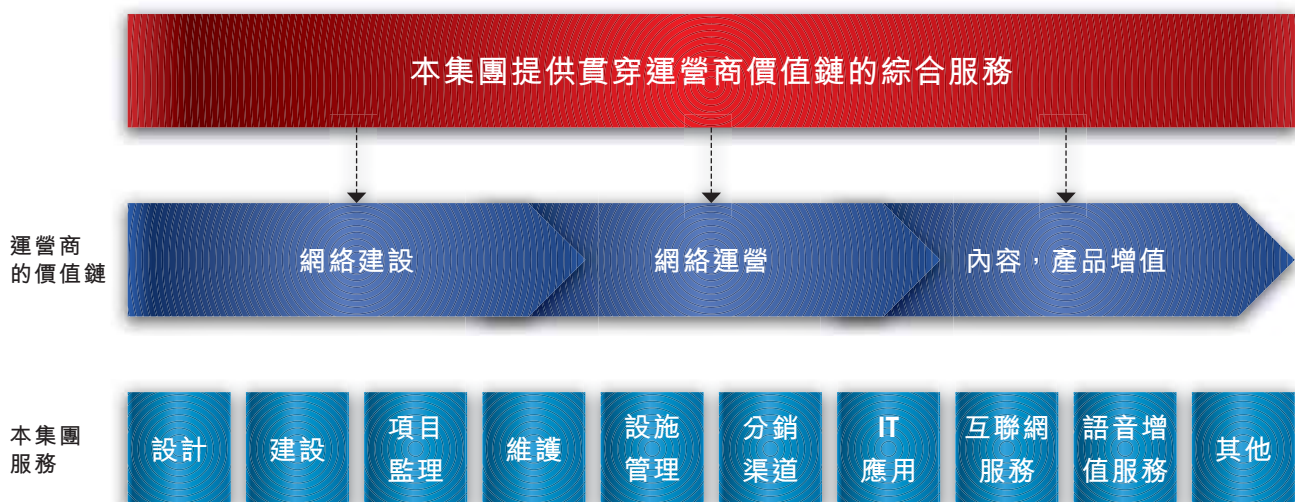 本集團提供貫穿運營商價值鏈的綜合服務
運營商
的價值鏈
網絡建設
網絡運營
內容，產品增值
本集團
服務
設計
建設
項目
監理
維護
設施
管理
分銷
渠道
IT
應用
互聯網
服務
語音增
值服務
其他